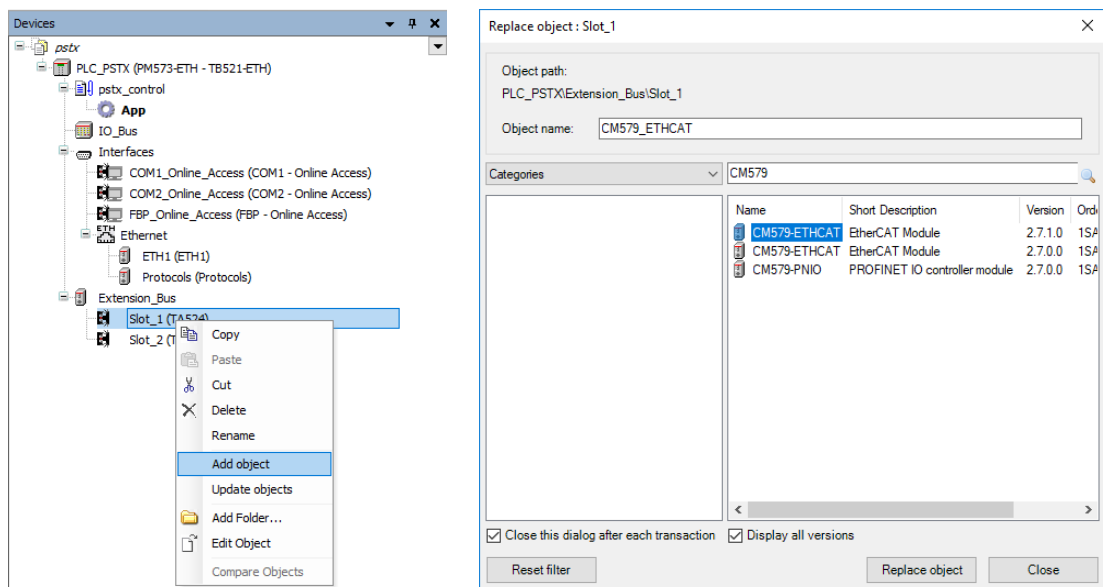 Devices
pstx
PLC_PSTX (PM573-ETH - TB521-ETH)
pstx_control
App
IO_Bus
Interfaces
COM1_Online_Access (COM1 - Online Access)
COM2_Online_Access (COM2 - Online Access)
FBP_Online_Access (FBP - Online Access)
ETH
Ethernet
ETH1 (ETH1)
Protocols (Protocols)
Extension_Bus
Slot_1 (TA524)
Slot_2 (T
Copy
Paste
Cut
Delete
Rename
Add object
Update objects
Add Folder...
Edit Object
Compare Objects
Replace object : Slot_1
Object path:
PLC_PSTX\Extension_Bus\Slot_1
Object name: CM579_ETHCAT
Categories CM579
Name Short Description Version Orde
CM579-ETHCAT EtherCAT Module 2.7.1.0 1SA
CM579-ETHCAT EtherCAT Module 2.7.0.0 1SA
CM579-PNIO PROFINET IO controller module 2.7.0.0 1SA
Close this dialog after each transaction Display all versions
Reset filter Replace object Close